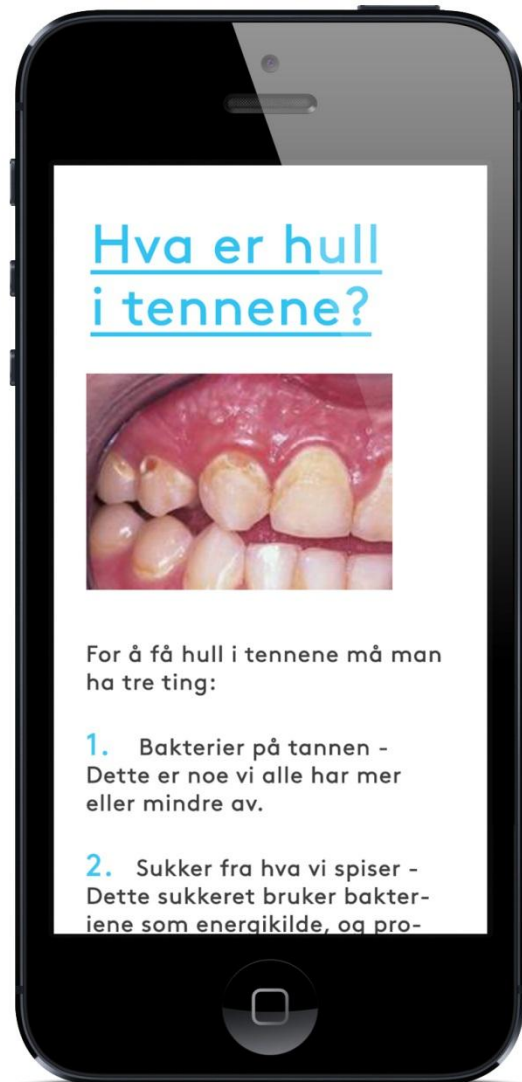 Hva er hull
i tennene?
For å få hull i tennene må man
ha tre ting:
1. Bakterier på tannen -
Dette er noe vi alle har mer
eller mindre av.
2. Sukker fra hva vi spiser -
Dette sukkeret bruker bakter-
iene som energikilde, og pro-